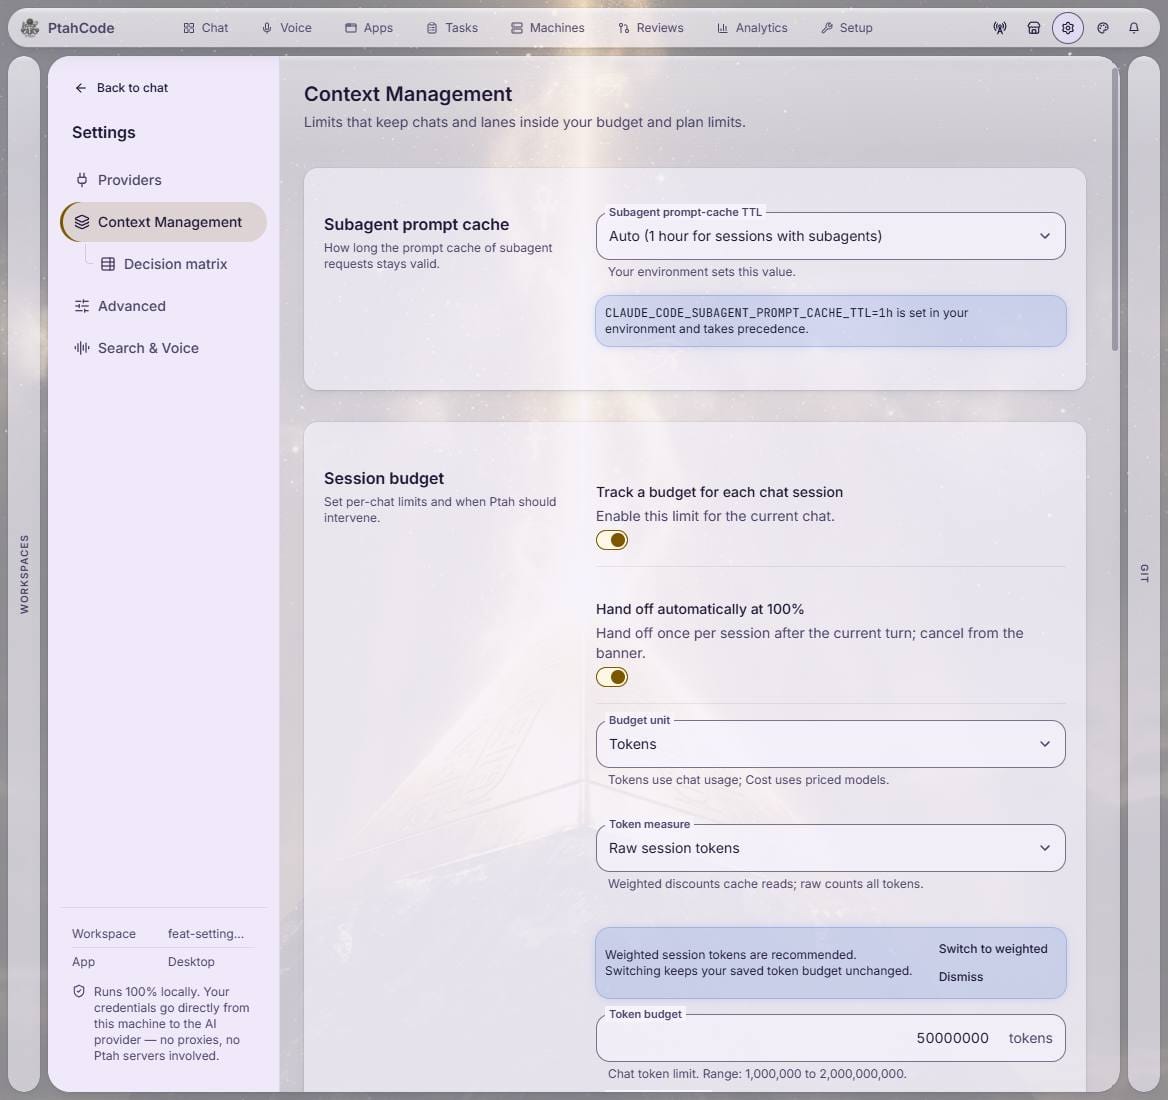 PtahCode
Chat
Voice
Apps
Tasks
Machines
Reviews
Analytics
Setup
WORKSPACES
Back to chat
Settings
Providers
Context Management
Decision matrix
Advanced
Search & Voice
Workspace feat-setting...
App Desktop
Runs 100% locally. Your
credentials go directly from
this machine to the AI
provider — no proxies, no
Ptah servers involved.
Context Management
Limits that keep chats and lanes inside your budget and plan limits.
Subagent prompt cache
How long the prompt cache of subagent
requests stays valid.
Subagent prompt-cache TTL
Auto (1 hour for sessions with subagents)
Your environment sets this value.
CLAUDE_CODE_SUBAGENT_PROMPT_CACHE_TTL=1h is set in your
environment and takes precedence.
Session budget
Set per-chat limits and when Ptah should
intervene.
Track a budget for each chat session
Enable this limit for the current chat.
Hand off automatically at 100%
Hand off once per session after the current turn; cancel from the
banner.
Budget unit
Tokens
Tokens use chat usage; Cost uses priced models.
Token measure
Raw session tokens
Weighted discounts cache reads; raw counts all tokens.
Weighted session tokens are recommended.
Switching keeps your saved token budget unchanged.
Switch to weighted
Dismiss
Token budget
50000000 tokens
Chat token limit. Range: 1,000,000 to 2,000,000,000.
GIT